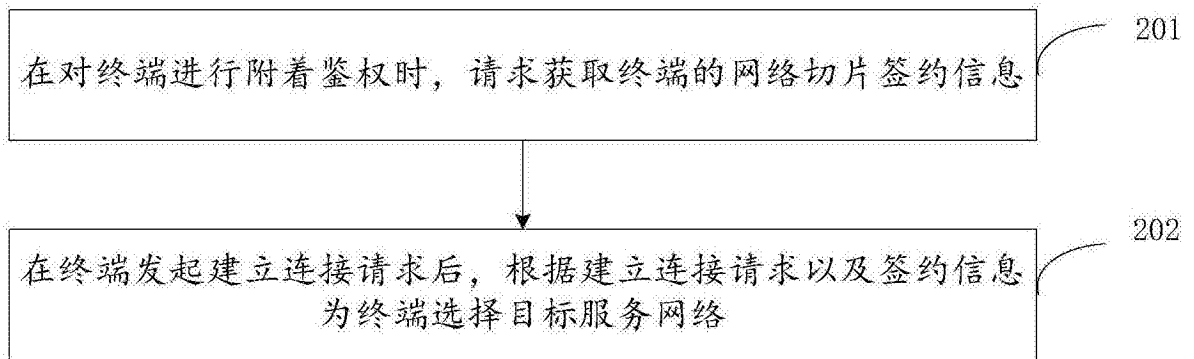 在对终端进行附着鉴权时，请求获取终端的网络切片签约信息
201
在终端发起建立连接请求后，根据建立连接请求以及签约信息
为终端选择目标服务网络
202